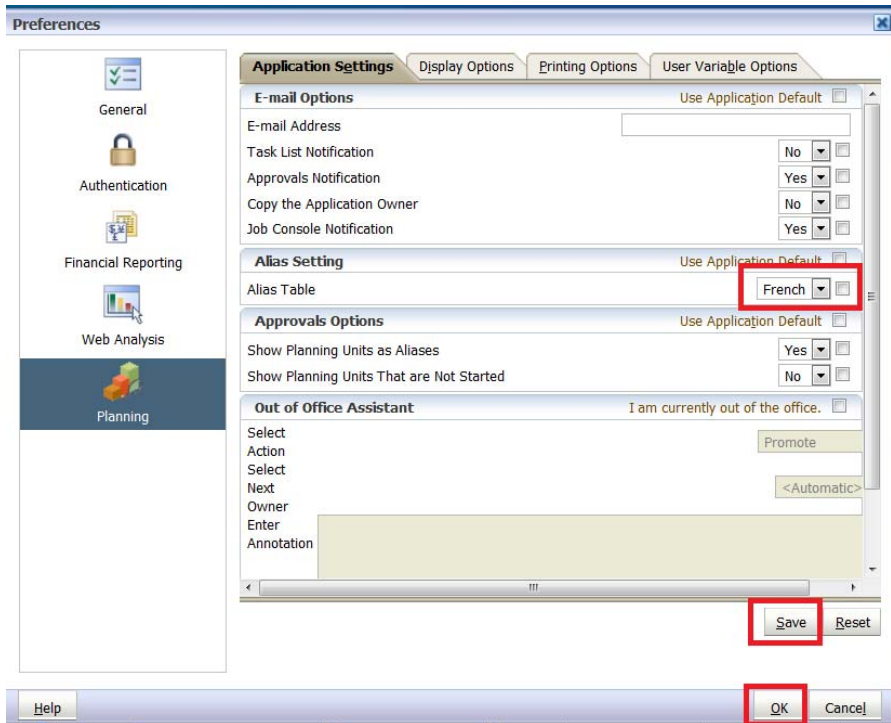 Preferences
General
Authentication
Financial Reporting
Web Analysis
Planning
Application Settings Display Options Printing Options User Variable Options
E-mail Options Use Application Default
E-mail Address
Task List Notification No
Approvals Notification Yes
Copy the Application Owner No
Job Console Notification Yes
Alias Setting Use Application Default
Alias Table French
Approvals Options Use Application Default
Show Planning Units as Aliases Yes
Show Planning Units That are Not Started No
Out of Office Assistant I am currently out of the office.
Select
Action Promote
Select
Next <Automatic>
Owner
Enter
Annotation
Save Reset
Help OK Cancel